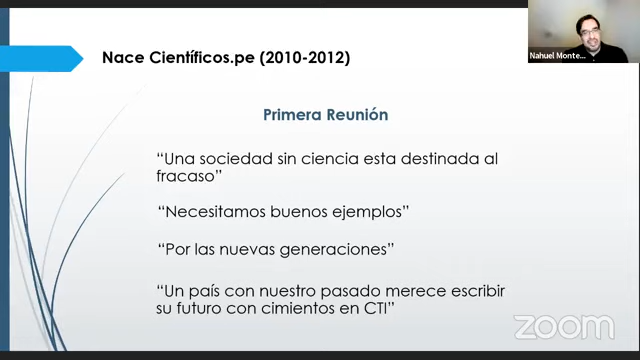 Nace Científicos.pe (2010-2012)
Nahuel Monte...
Primera Reunión
“Una sociedad sin ciencia esta destinada al
fracaso”
“Necesitamos buenos ejemplos”
“Por las nuevas generaciones”
“Un país con nuestro pasado merece escribir
su futuro con cimientos en CTI”
zoom